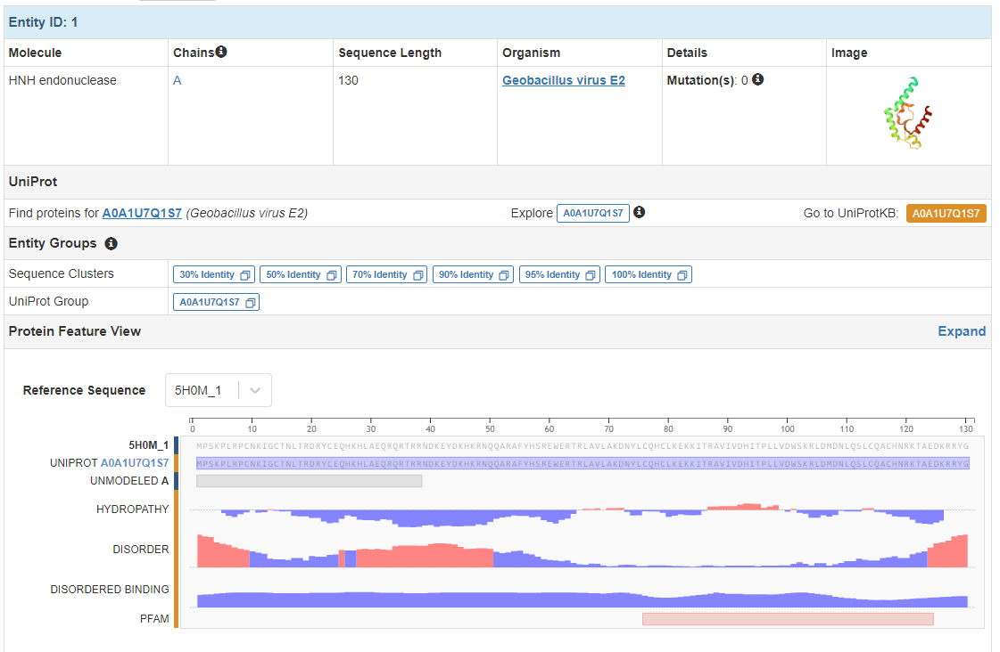 Entity ID: 1
Molecule Chains Sequence Length Organism Details Image
HNH endonuclease A 130 Geobacillus virus E2 Mutation(s): 0
UniProt
Find proteins for A0A1U7Q1S7 (Geobacillus virus E2) Explore A0A1U7Q1S7 Go to UniProtKB: A0A1U7Q1S7
Entity Groups
Sequence Clusters 30% Identity 50% Identity 70% Identity 90% Identity 95% Identity 100% Identity
UniProt Group A0A1U7Q1S7
Protein Feature View Expand
Reference Sequence 5H0M_1
0 10 20 30 40 50 60 70 80 90 100 110 120 130
5H0M_1 MPSKPLRPCNKIGCTNLTRDRYCEQHKHLAEQRQRTRRNDKEYDKHKRNQQARAFYHSREWERTRLAVLAKDNYLCQHCLKEKKITRAVIVDHITPLLVDWSKRLDMDNLQSLCQACHNRKTAEDKRRYG
UNIPROT A0A1U7Q1S7 MPSKPLRPCNKIGCTNLTRDRYCEQHKHLAEQRQRTRRNDKEYDKHKRNQQARAFYHSREWERTRLAVLAKDNYLCQHCLKEKKITRAVIVDHITPLLVDWSKRLDMDNLQSLCQACHNRKTAEDKRRYG
UNMODELED A
HYDROPATHY
DISORDER
DISORDERED BINDING
PFAM